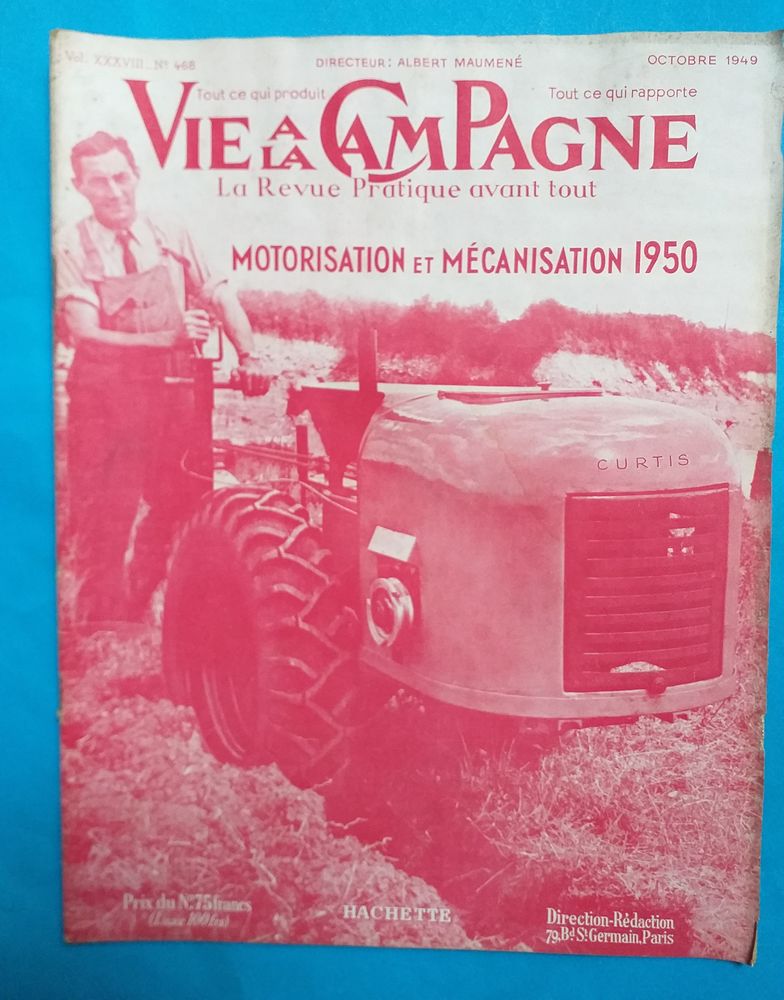 Vol. XXXVIII_N° 468 DIRECTEUR: ALBERT MAUMENÉ OCTOBRE 1949
Tout ce qui produit Tout ce qui rapporte
VIE A LA CAMPAGNE
La Revue Pratique avant tout
MOTORISATION ET MÉCANISATION 1950
CURTIS
Prix du N°: 75 francs
HACHETTE
Direction-Rédaction
79, Bd St Germain, Paris